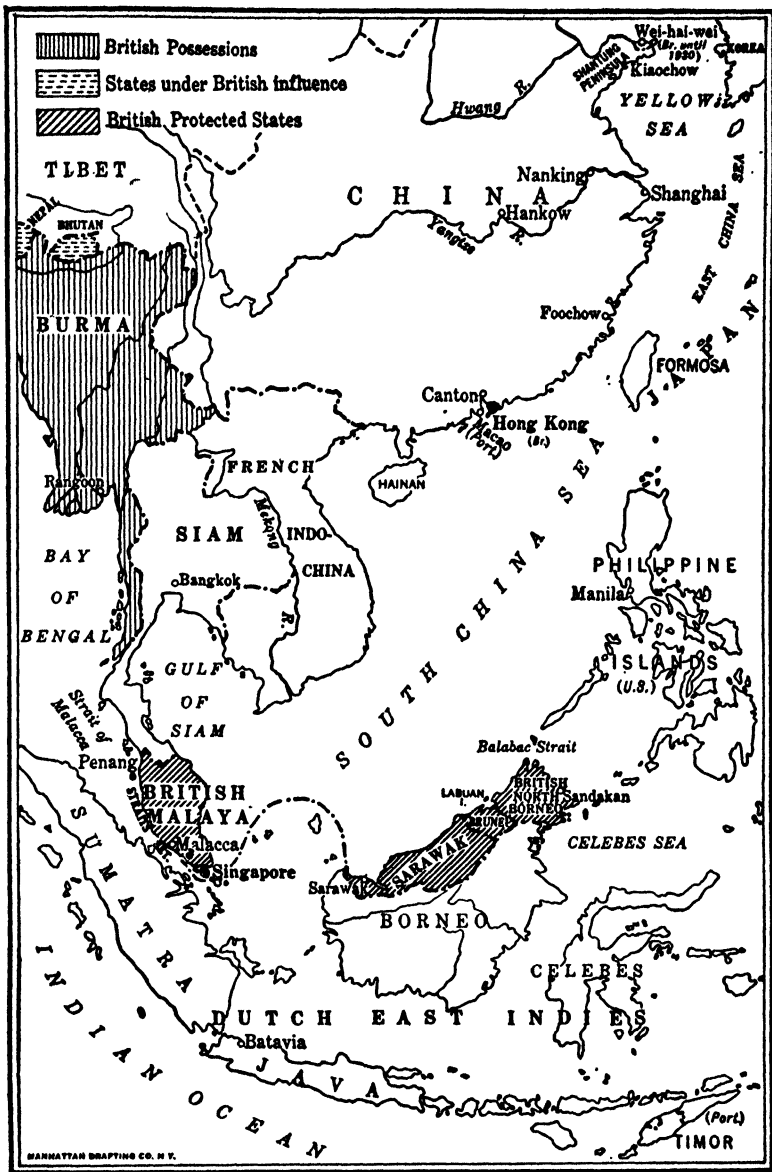 British Possessions
States under British influence
British Protected States
Wei-hai-wei
(Br. until
1930)
KOREA
SHANTUNG
PENINSULA
Kiaochow
YELLOW
SEA
Hwang R.
TIBET
NEPAL
BHUTAN
CHINA
Nanking
Shanghai
Hankow
Yangtse R.
EAST CHINA SEA
BURMA
Foochow
FORMOSA
JAPAN
Canton
Hong Kong
(Br.)
Macao
(Port.)
HAINAN
Rangoon
FRENCH
INDO-
CHINA
SIAM
Mekong R.
Bangkok
BAY
OF
BENGAL
GULF
OF
SIAM
SOUTH CHINA SEA
PHILIPPINE
Manila
ISLANDS
(U.S.)
Strait of
Malacca
Penang
STRAITS
BRITISH
MALAYA
Malacca
Singapore
Balabac Strait
LABUAN
BRITISH
NORTH
BORNEO
Sandakan
BRUNEI
SARAWAK
Sarawak
CELEBES SEA
SUMATRA
BORNEO
CELEBES
DUTCH EAST INDIES
Batavia
JAVA
INDIAN OCEAN
(Port.)
TIMOR
MANHATTAN DRAFTING CO. N.Y.